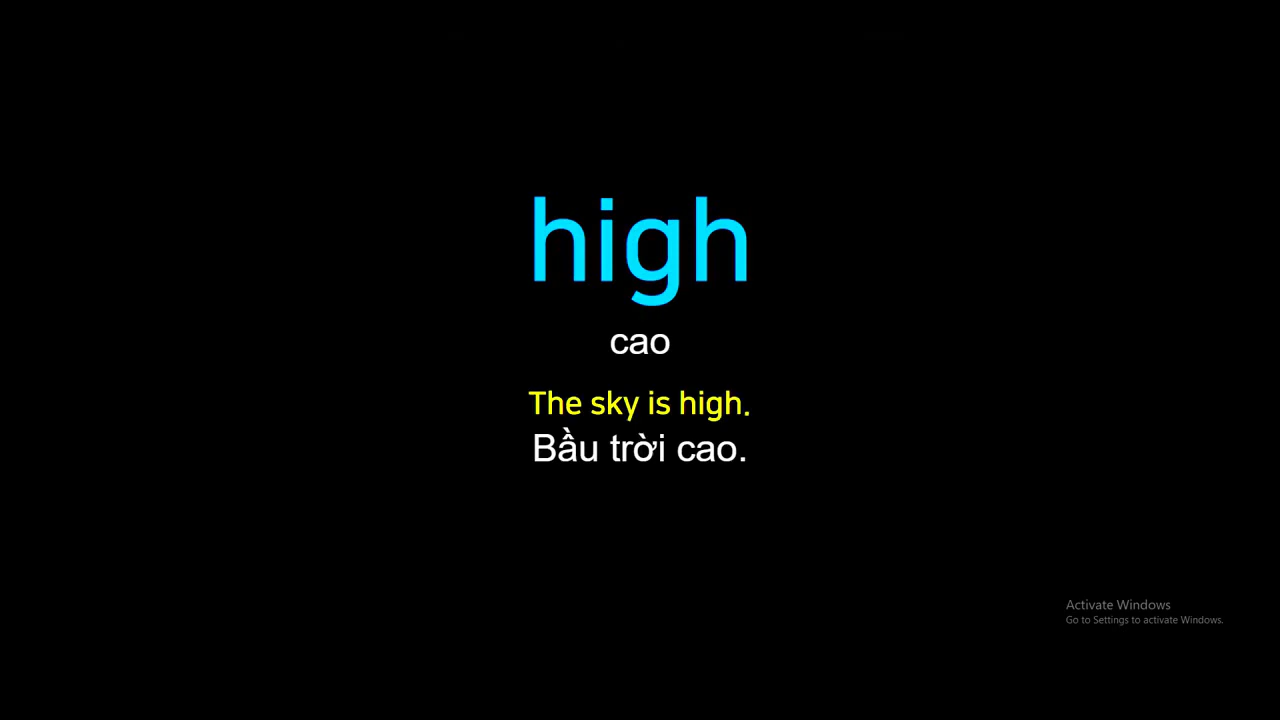 high
cao
The sky is high.
Bầu trời cao.
Activate Windows
Go to Settings to activate Windows.